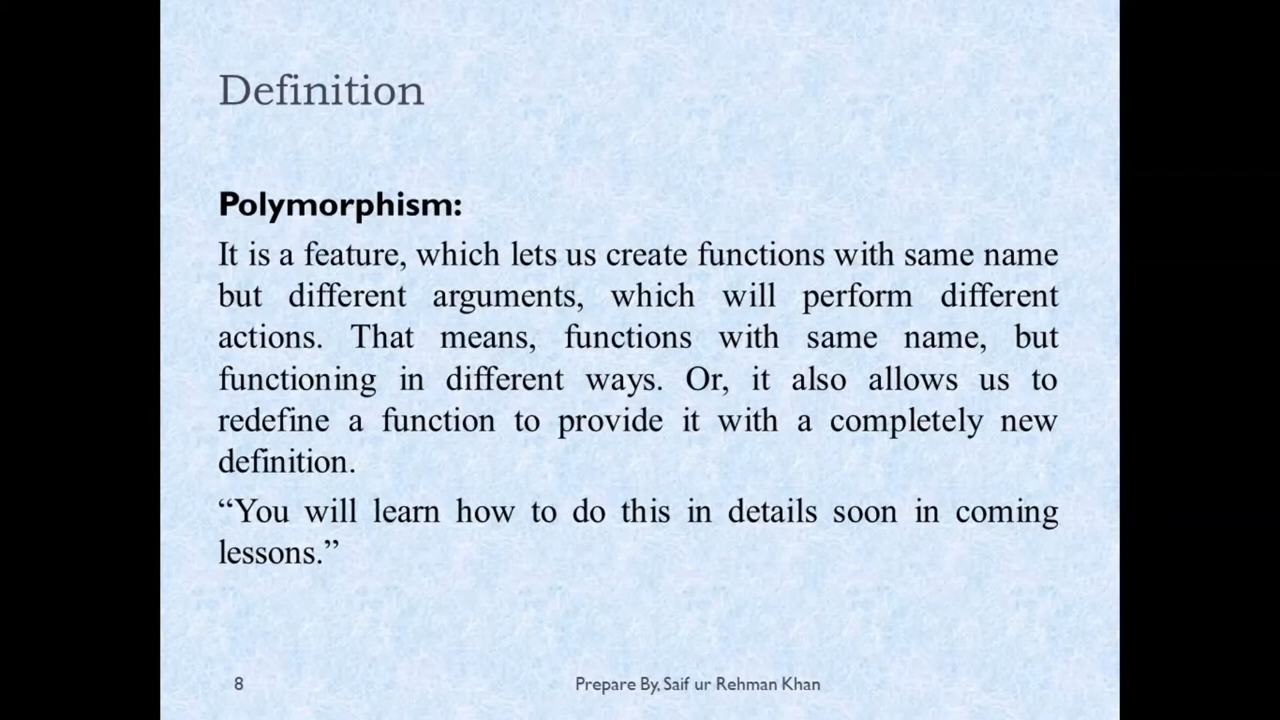 Definition
Polymorphism:
It is a feature, which lets us create functions with same name
but different arguments, which will perform different
actions. That means, functions with same name, but
functioning in different ways. Or, it also allows us to
redefine a function to provide it with a completely new
definition.
“You will learn how to do this in details soon in coming
lessons.”
8
Prepare By, Saif ur Rehman Khan